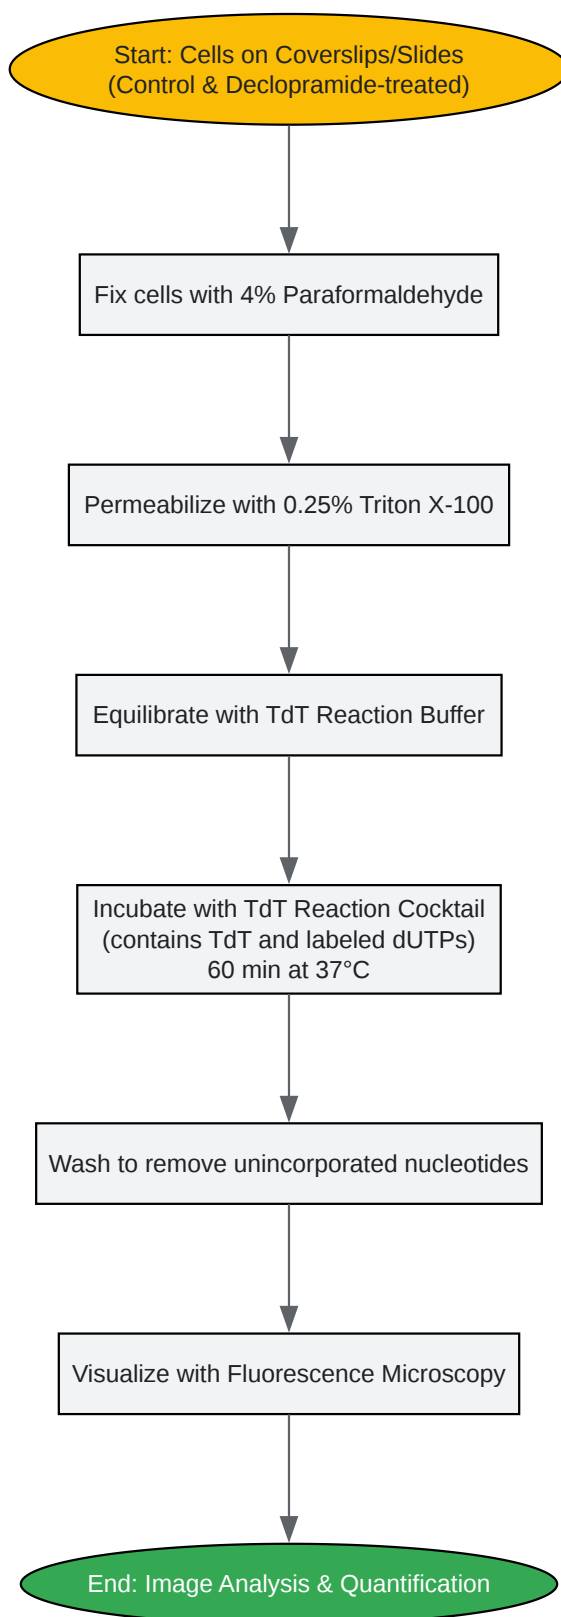 Start: Cells on Coverslips/Slides
(Control & Declopramide-treated)
Fix cells with 4% Paraformaldehyde
Permeabilize with 0.25% Triton X-100
Equilibrate with TdT Reaction Buffer
Incubate with TdT Reaction Cocktail
(contains TdT and labeled dUTPs)
60 min at 37°C
Wash to remove unincorporated nucleotides
Visualize with Fluorescence Microscopy
End: Image Analysis & Quantification